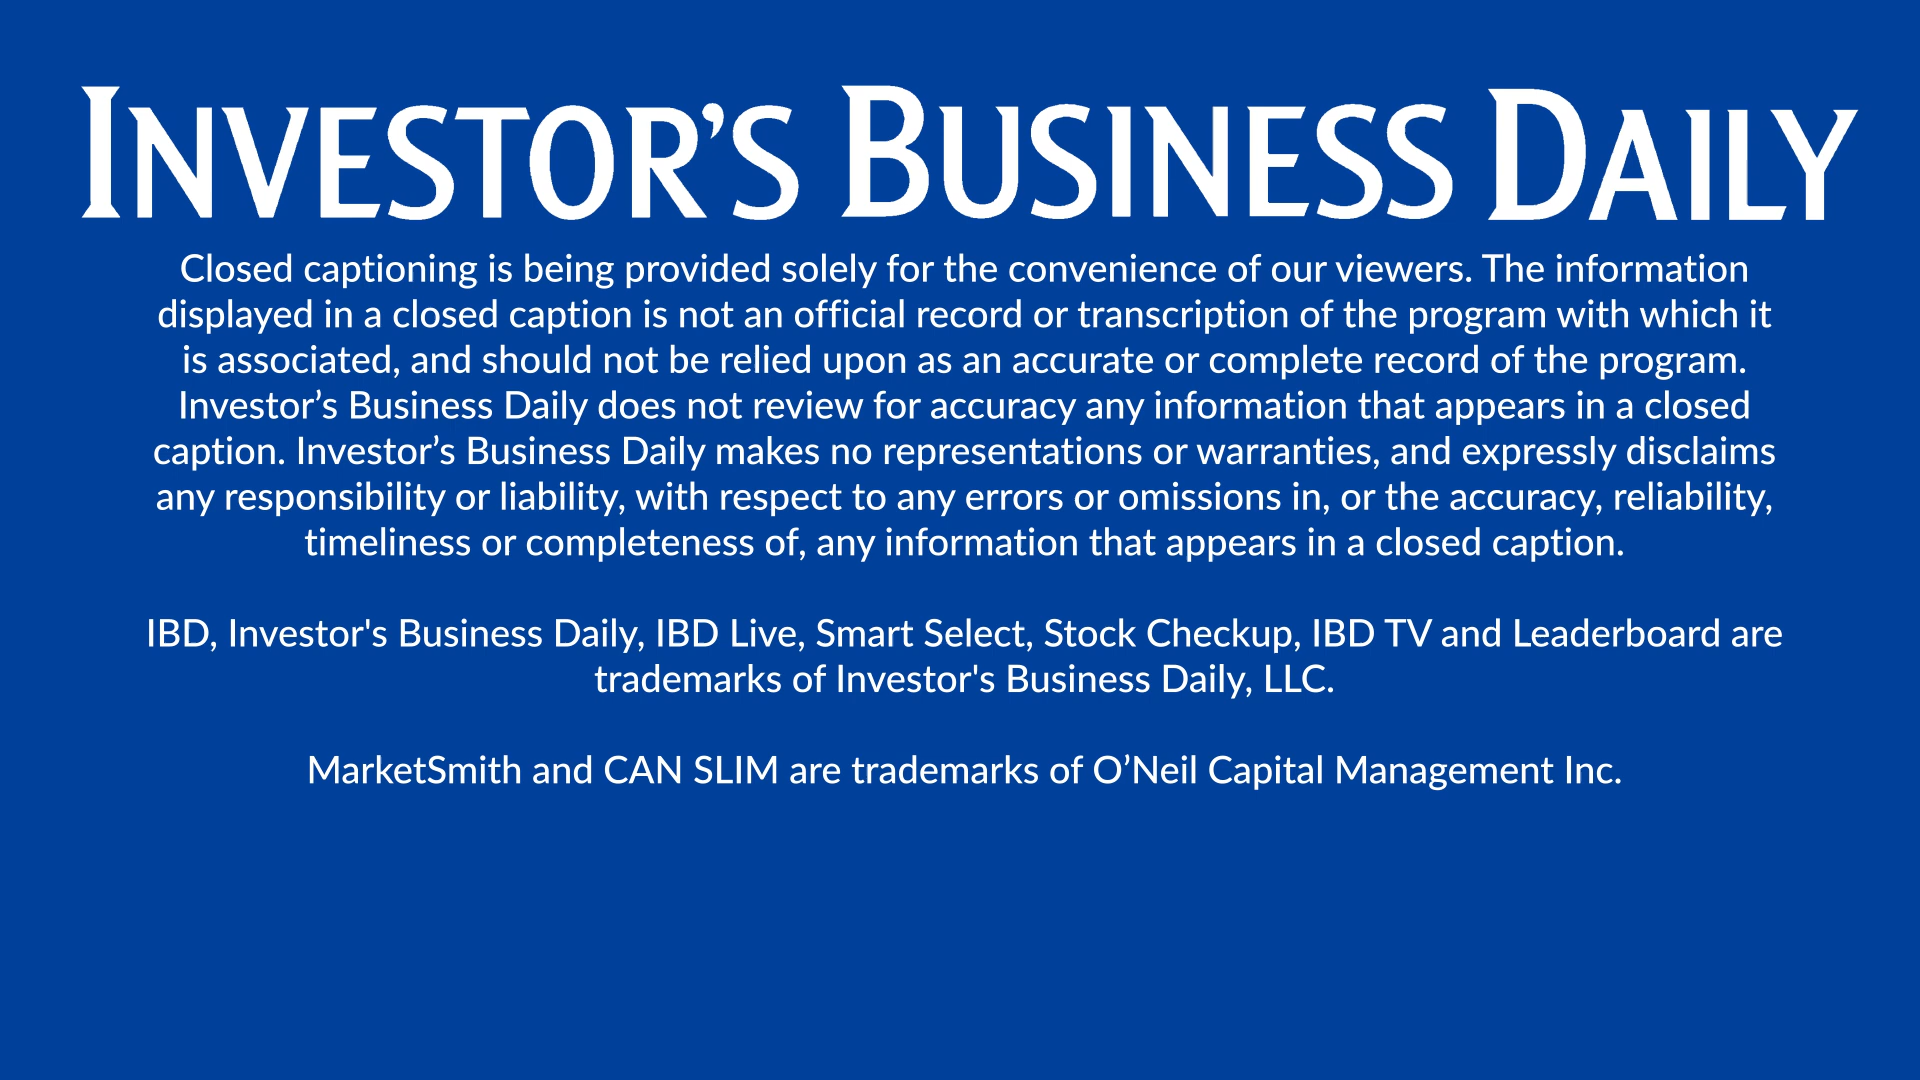 INVESTOR’S BUSINESS DAILY
Closed captioning is being provided solely for the convenience of our viewers. The information
displayed in a closed caption is not an official record or transcription of the program with which it
is associated, and should not be relied upon as an accurate or complete record of the program.
Investor’s Business Daily does not review for accuracy any information that appears in a closed
caption. Investor’s Business Daily makes no representations or warranties, and expressly disclaims
any responsibility or liability, with respect to any errors or omissions in, or the accuracy, reliability,
timeliness or completeness of, any information that appears in a closed caption.
IBD, Investor's Business Daily, IBD Live, Smart Select, Stock Checkup, IBD TV and Leaderboard are
trademarks of Investor's Business Daily, LLC.
MarketSmith and CAN SLIM are trademarks of O’Neil Capital Management Inc.